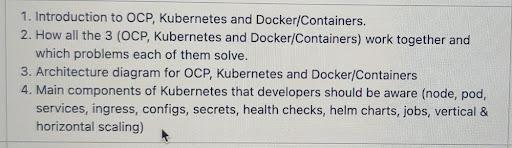 1. Introduction to OCP, Kubernetes and Docker/Containers.
2. How all the 3 (OCP, Kubernetes and Docker/Containers) work together and
which problems each of them solve.
3. Architecture diagram for OCP, Kubernetes and Docker/Containers
4. Main components of Kubernetes that developers should be aware (node, pod,
services, ingress, configs, secrets, health checks, helm charts, jobs, vertical &
horizontal scaling)